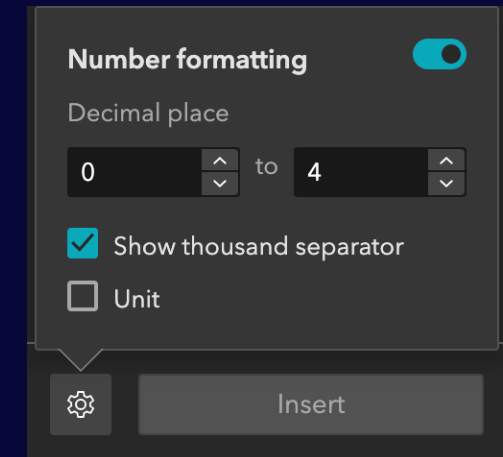 Number formatting
Decimal place
0 to 4
Show thousand separator
Unit
Insert